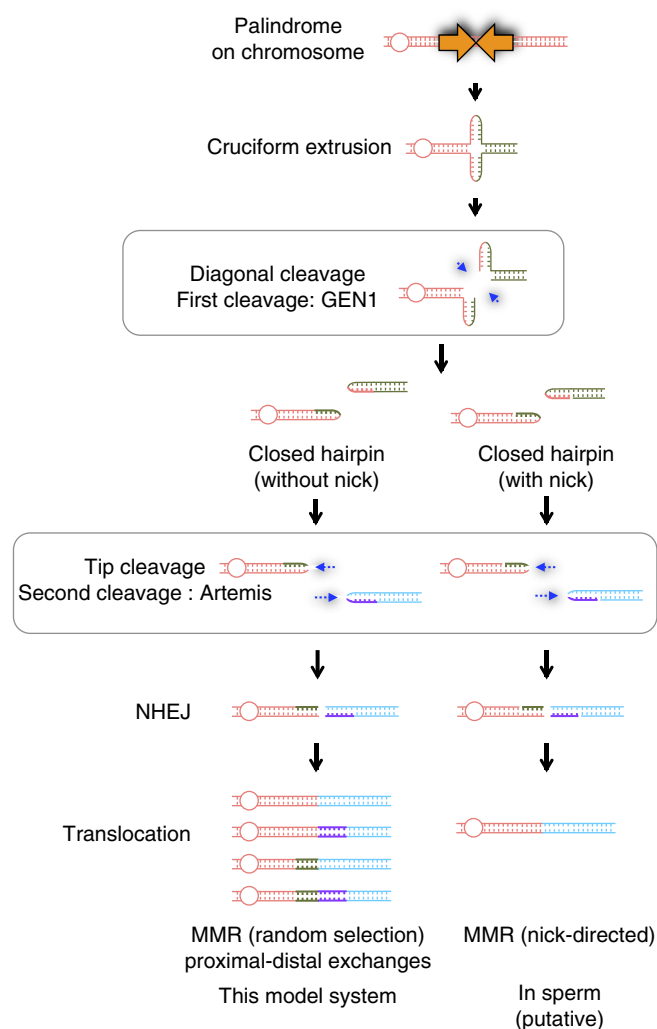 Palindrome
on chromosome
Cruciform extrusion
Diagonal cleavage
First cleavage: GEN1
Closed hairpin
(without nick)
Closed hairpin
(with nick)
Tip cleavage
Second cleavage : Artemis
NHEJ
Translocation
MMR (random selection)
proximal-distal exchanges
This model system
MMR (nick-directed)
In sperm
(putative)